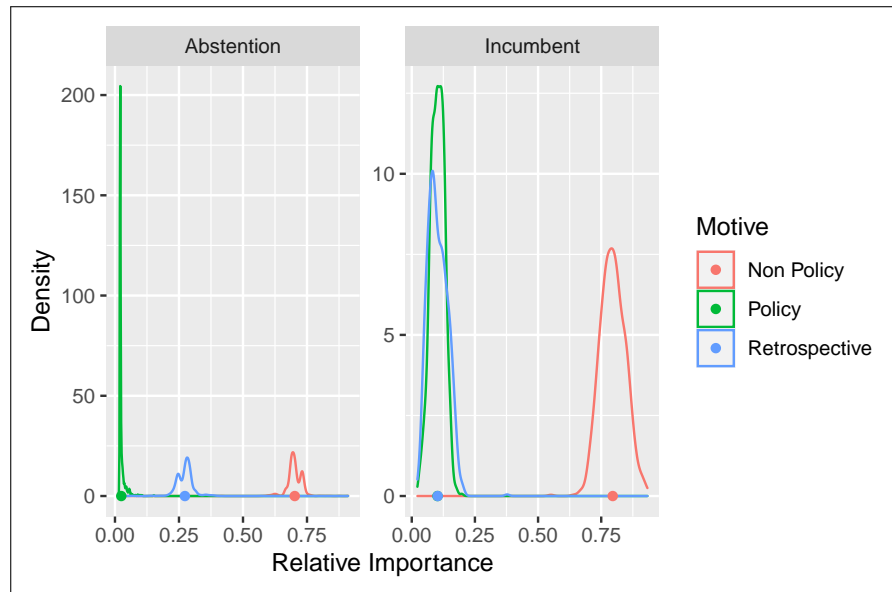 Abstention
Incumbent
200
150
100
50
0
10
5
0
Density
0.00 0.25 0.50 0.75
0.00 0.25 0.50 0.75
Relative Importance
Motive
Non Policy
Policy
Retrospective